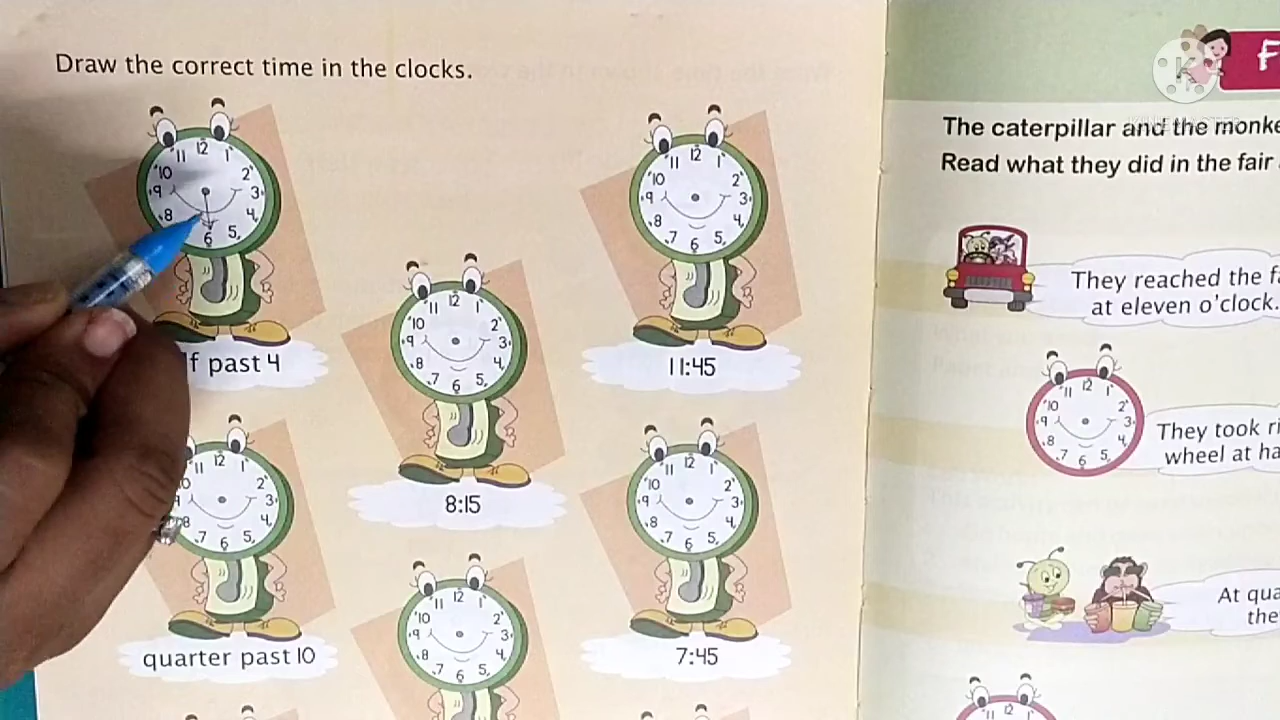 Draw the correct time in the clocks.
lf past 4
11:45
8:15
quarter past 10
7:45
The caterpillar and the monke
Read what they did in the fair
They reached the fa
at eleven o'clock.
They took ri
wheel at ha
At qua
the